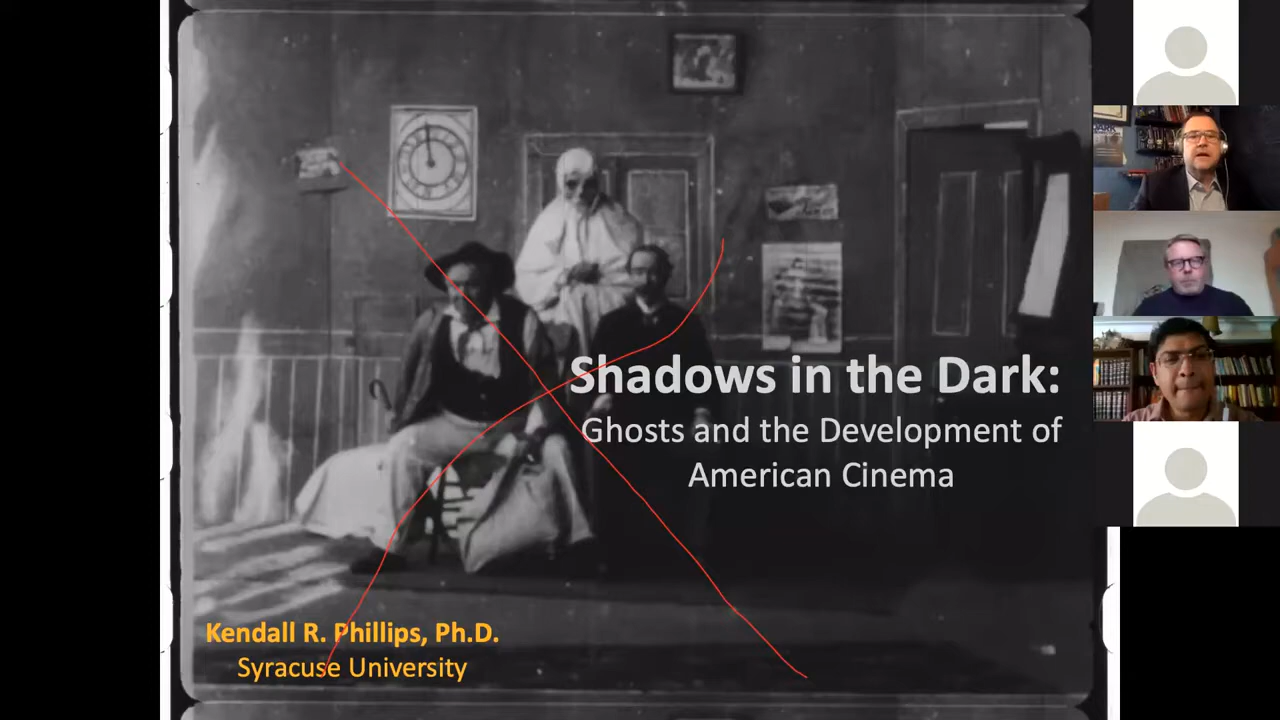 Shadows in the Dark:
Ghosts and the Development of
American Cinema
Kendall R. Phillips, Ph.D.
Syracuse University